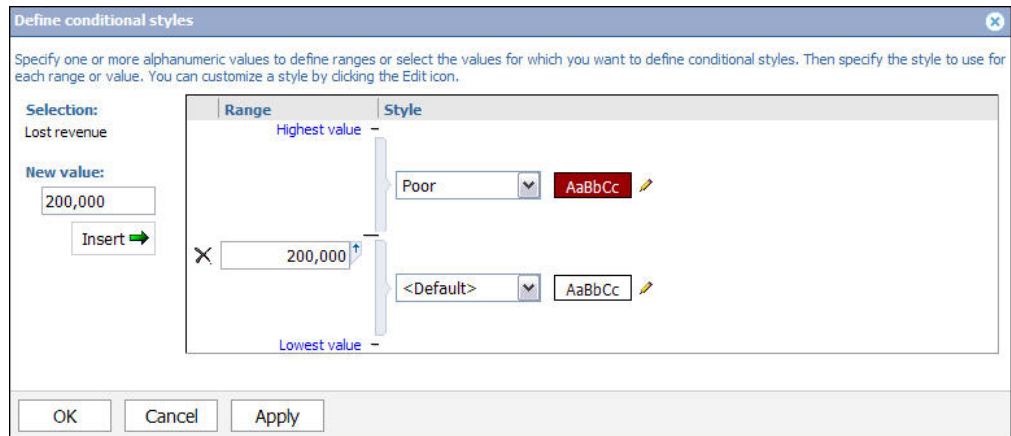 Define conditional styles
Specify one or more alphanumeric values to define ranges or select the values for which you want to define conditional styles. Then specify the style to use for
each range or value. You can customize a style by clicking the Edit icon.
Selection:
Lost revenue
New value:
200,000
Insert
Range
Style
Highest value
Poor
AaBbCc
200,000
<Default>
AaBbCc
Lowest value
OK
Cancel
Apply